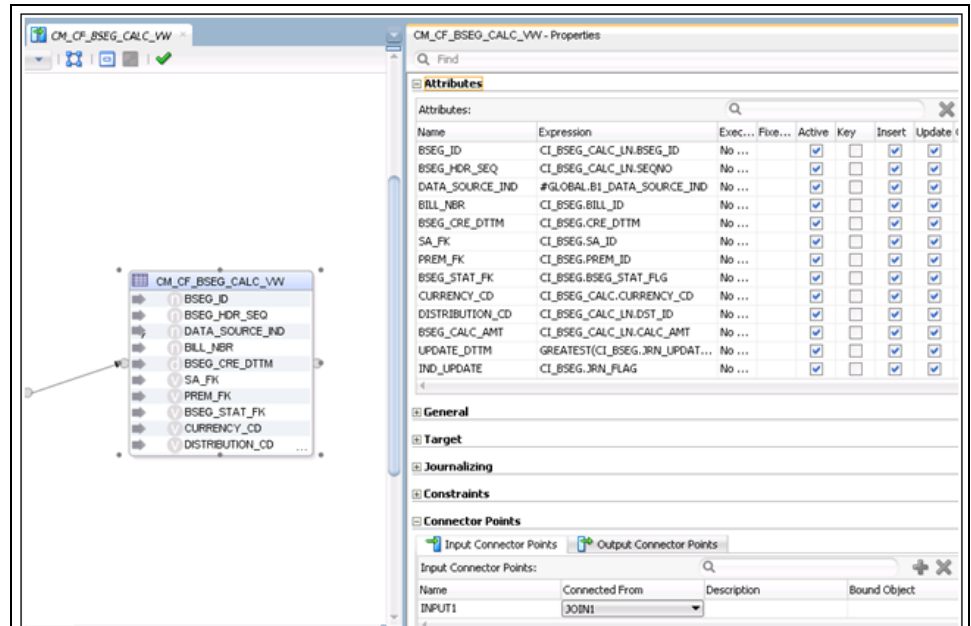 CM_CF_BSEG_CALC_VW
CM_CF_BSEG_CALC_VW
BSEG_ID
BSEG_HDR_SEQ
DATA_SOURCE_IND
BILL_NBR
BSEG_CRE_DTTM
SA_FK
PREM_FK
BSEG_STAT_FK
CURRENCY_CD
DISTRIBUTION_CD ...
CM_CF_BSEG_CALC_VW - Properties
Find
Attributes
Attributes:
Name Expression Exec... Fixe... Active Key Insert Update
BSEG_ID CI_BSEG_CALC_LN.BSEG_ID No ...
BSEG_HDR_SEQ CI_BSEG_CALC_LN.SEQNO No ...
DATA_SOURCE_IND #GLOBAL.B1_DATA_SOURCE_IND No ...
BILL_NBR CI_BSEG.BILL_ID No ...
BSEG_CRE_DTTM CI_BSEG.CRE_DTTM No ...
SA_FK CI_BSEG.SA_ID No ...
PREM_FK CI_BSEG.PREM_ID No ...
BSEG_STAT_FK CI_BSEG.BSEG_STAT_FLG No ...
CURRENCY_CD CI_BSEG_CALC.CURRENCY_CD No ...
DISTRIBUTION_CD CI_BSEG_CALC_LN.DST_ID No ...
BSEG_CALC_AMT CI_BSEG_CALC_LN.CALC_AMT No ...
UPDATE_DTTM GREATEST(CI_BSEG.JRN_UPDAT... No ...
IND_UPDATE CI_BSEG.JRN_FLAG No ...
General
Target
Journalizing
Constraints
Connector Points
Input Connector Points Output Connector Points
Input Connector Points:
Name Connected From Description Bound Object
INPUT1 JOIN1